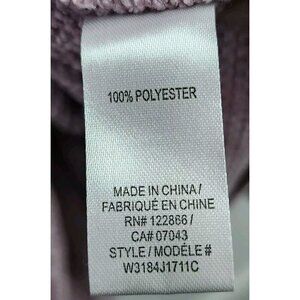 100% POLYESTER
MADE IN CHINA /
FABRIQUÉ EN CHINE
RN# 122866 /
CA# 07043
STYLE / MODÈLE #
W3184J1711C